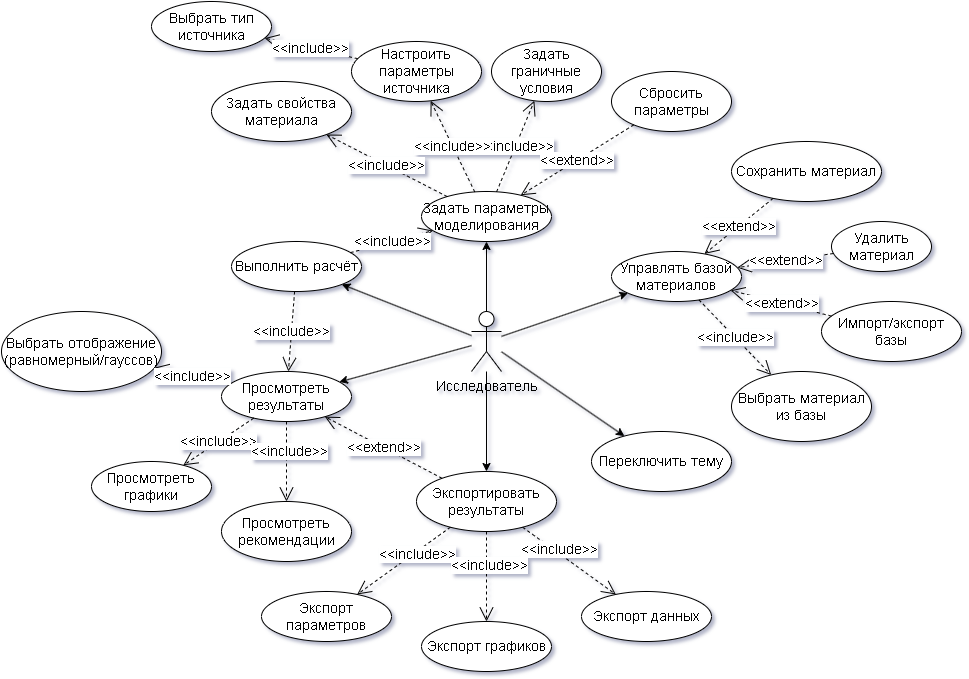 Выбрать тип
источника
<<include>>
Настроить
параметры
источника
Задать
граничные
условия
Сбросить
параметры
Задать свойства
материала
<<include>>
include>>
<<extend>>
<<include>>
Сохранить материал
Задать параметры
моделирования
<<extend>>
<<include>>
Удалить
материал
Выполнить расчёт
Управлять базой
материалов
<<extend>>
<<extend>>
Импорт/экспорт
базы
<<include>>
<<include>>
Выбрать отображение
(равномерный/гауссов)
<<include>>
Исследователь
Просмотреть
результаты
Выбрать материал
из базы
<<include>>
<<include>>
<<extend>>
Переключить тему
Просмотреть
графики
Экспортировать
результаты
Просмотреть
рекомендации
<<include>>
<<include>>
<<include>>
Экспорт
параметров
Экспорт графиков
Экспорт данных